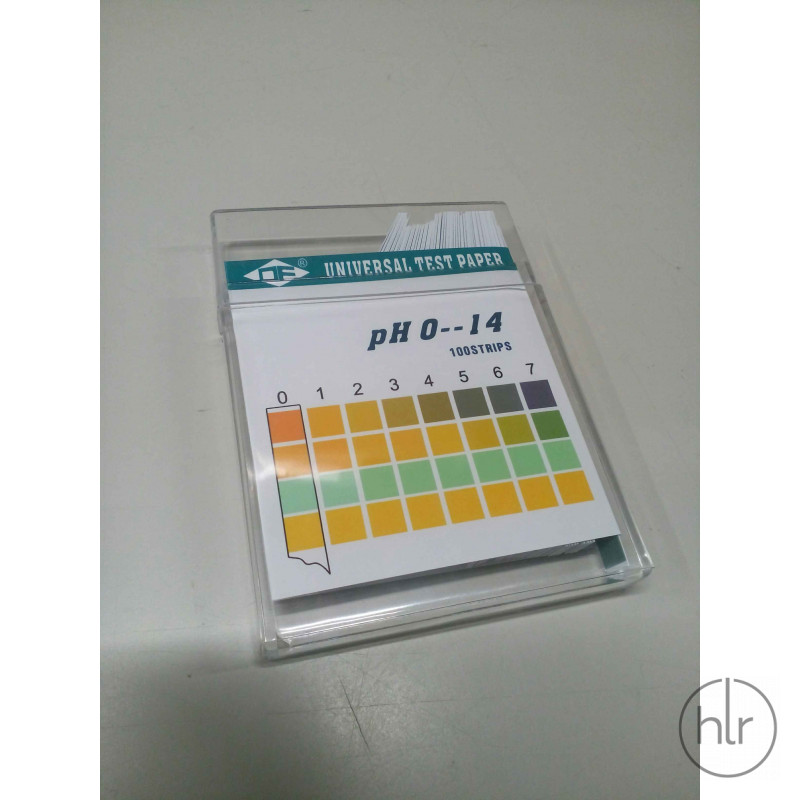 ® UNIVERSAL TEST PAPER
pH 0--14
100STRIPS
0 1 2 3 4 5 6 7
hlr